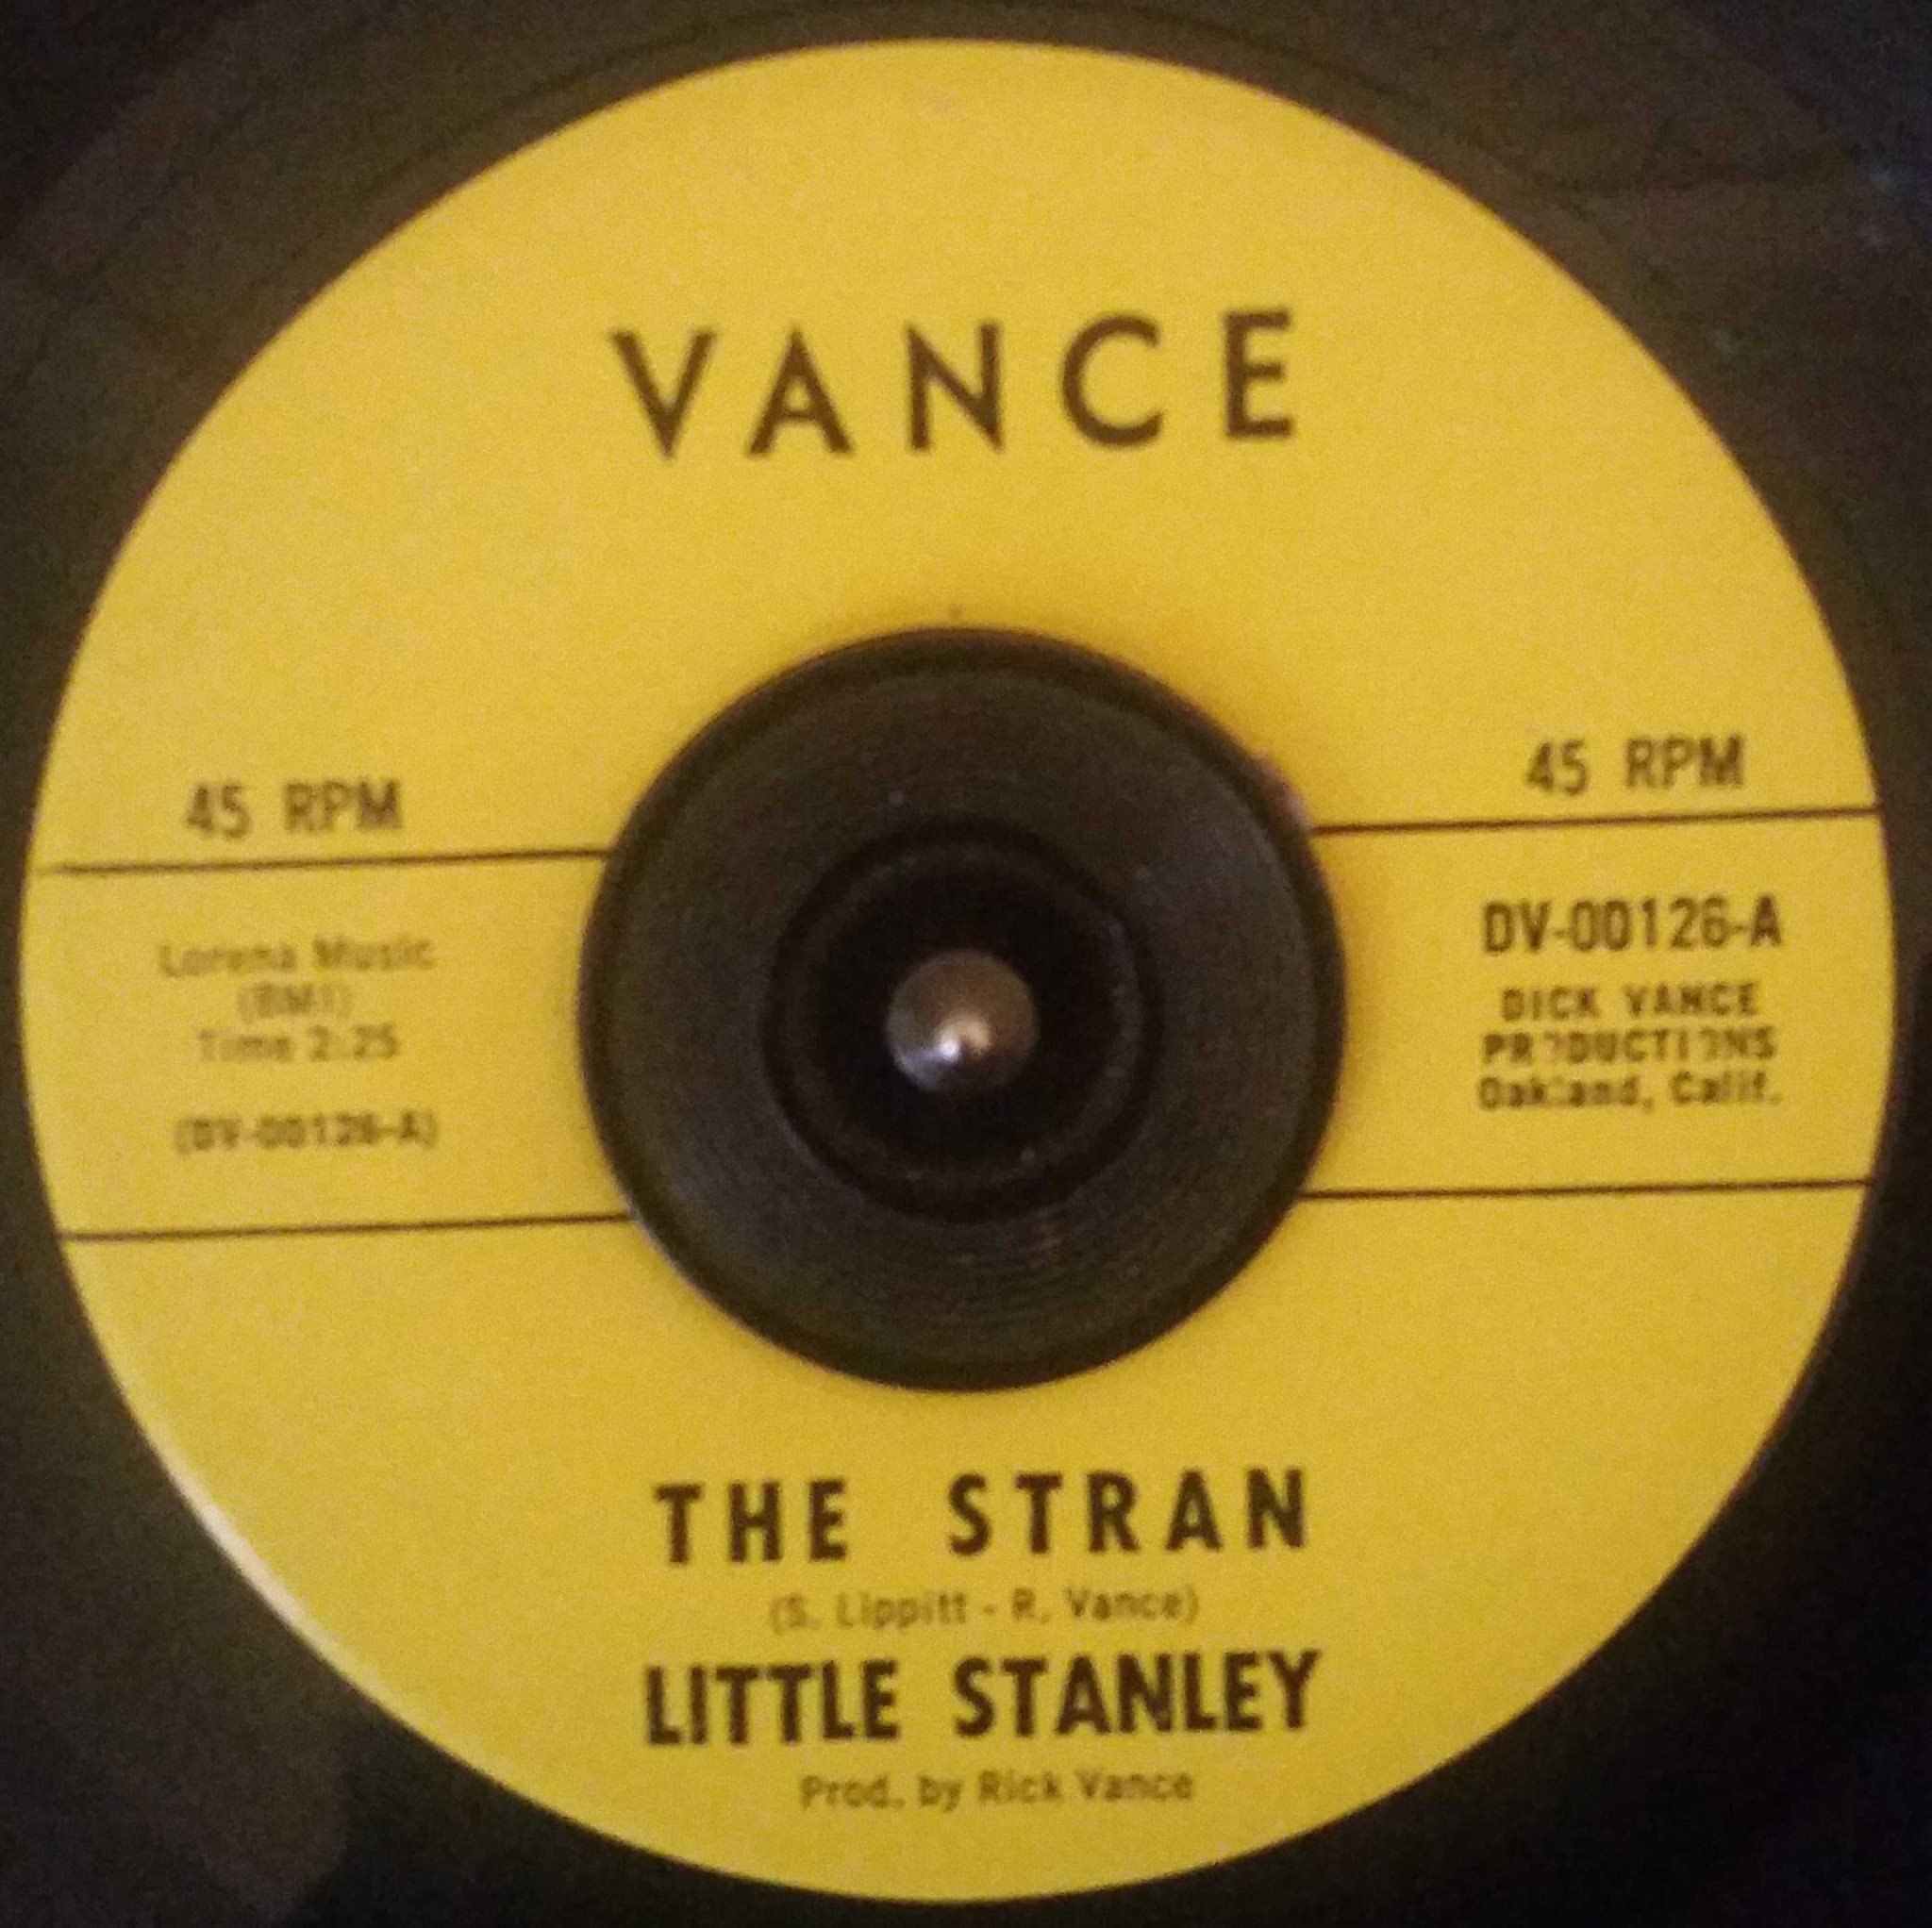 VANCE
45 RPM
45 RPM
Lorena Music
(BMI)
Time 2:25
(DV-00126-A)
DV-00126-A
DICK VANCE
PRODUCTIONS
Oakland, Calif.
THE STRAN
(S. Lippitt - R. Vance)
LITTLE STANLEY
Prod. by Rick Vance